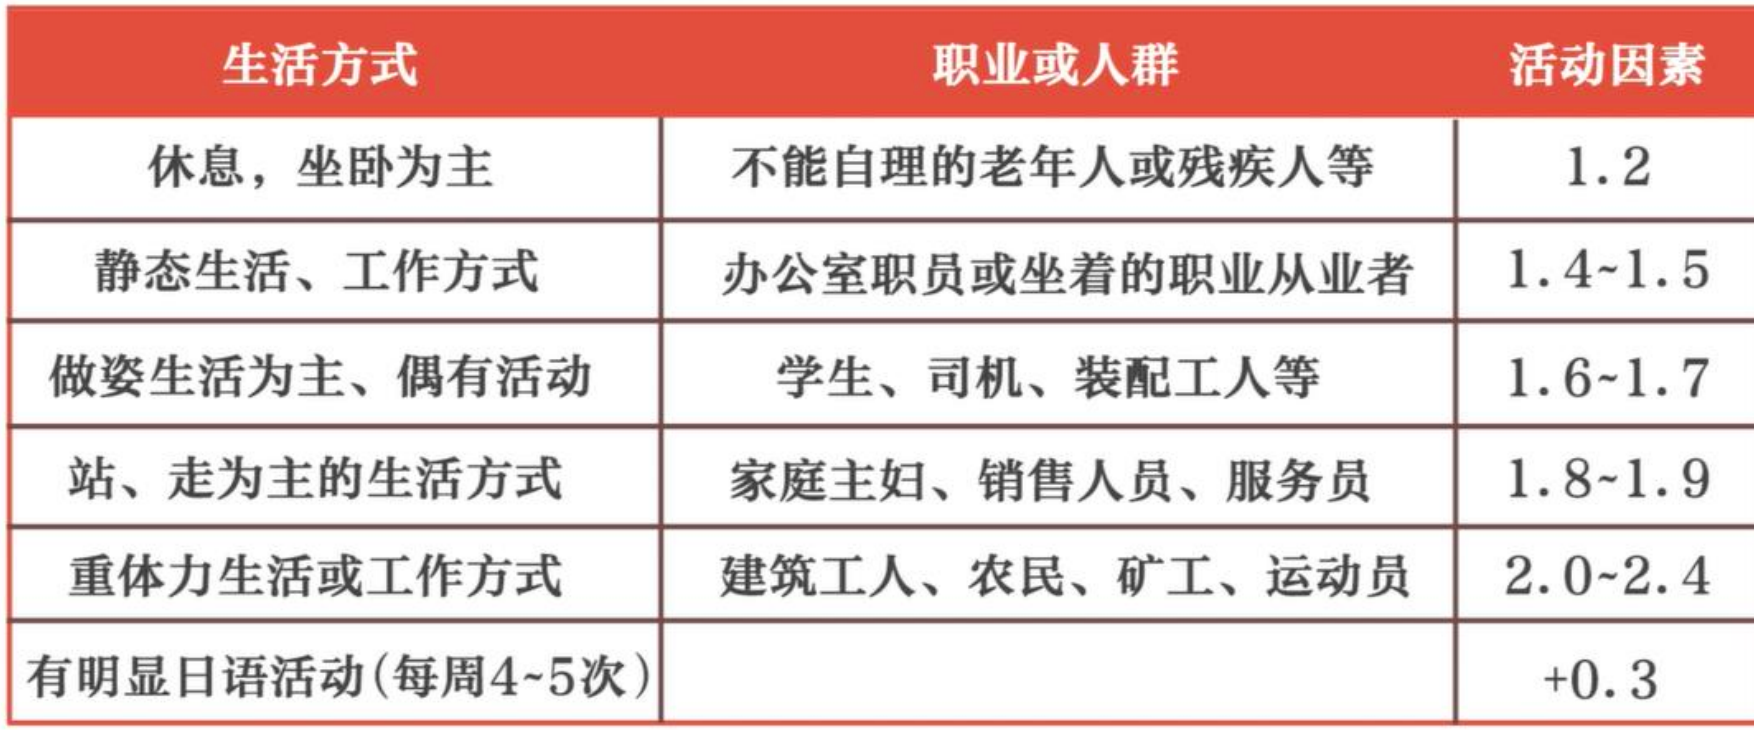 生活方式 职业或人群 活动因素
休息，坐卧为主 不能自理的老年人或残疾人等 1.2
静态生活、工作方式 办公室职员或坐着的职业从业者 1.4~1.5
做姿生活为主、偶有活动 学生、司机、装配工人等 1.6~1.7
站、走为主的生活方式 家庭主妇、销售人员、服务员 1.8~1.9
重体力生活或工作方式 建筑工人、农民、矿工、运动员 2.0~2.4
有明显日语活动(每周4~5次) +0.3